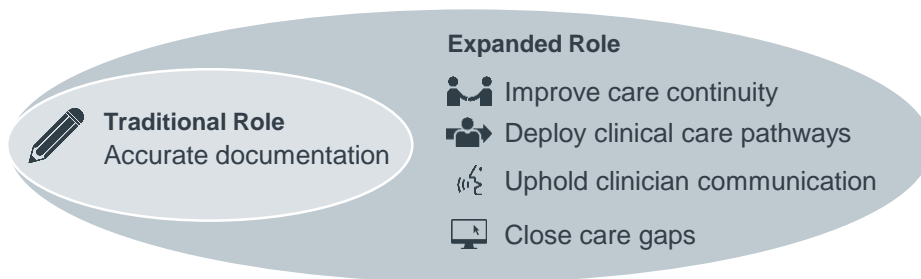 Traditional Role
Accurate documentation
Expanded Role
Improve care continuity
Deploy clinical care pathways
Uphold clinician communication
Close care gaps